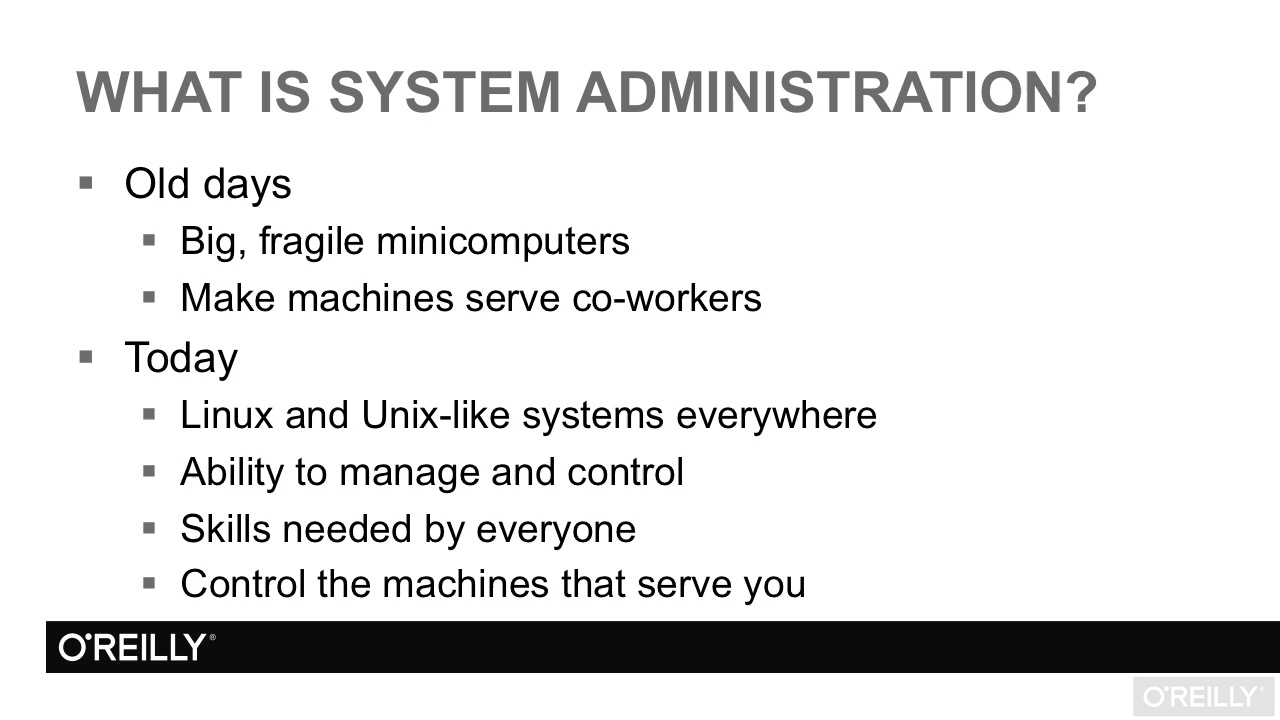 WHAT IS SYSTEM ADMINISTRATION?
▪ Old days
▪ Big, fragile minicomputers
▪ Make machines serve co-workers
▪ Today
▪ Linux and Unix-like systems everywhere
▪ Ability to manage and control
▪ Skills needed by everyone
▪ Control the machines that serve you
O'REILLY®
O'REILLY®